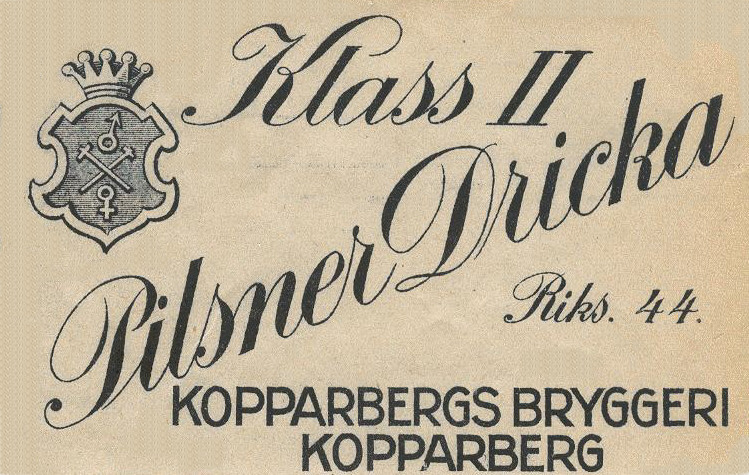 Klass II
Pilsner Dricka
Riks. 44.
KOPPARBERGS BRYGGERI
KOPPARBERG